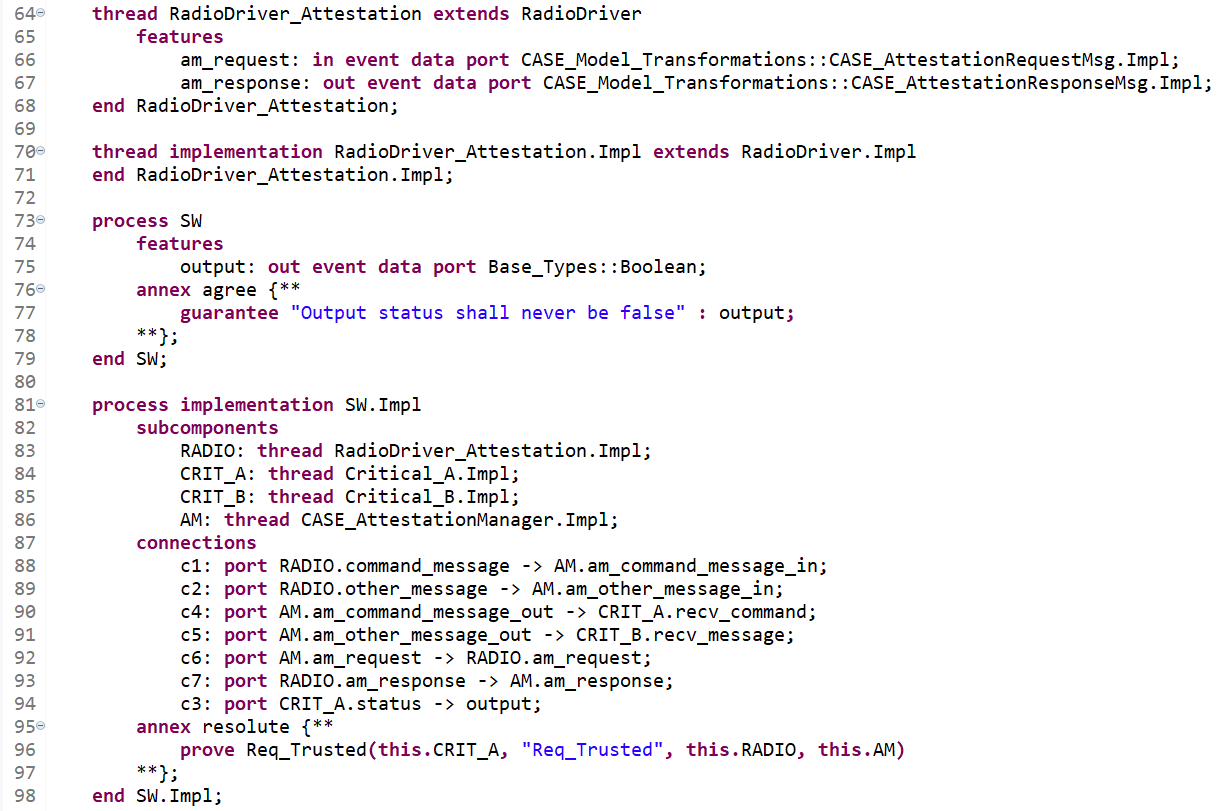 64 thread RadioDriver_Attestation extends RadioDriver
65 features
66 am_request: in event data port CASE_Model_Transformations::CASE_AttestationRequestMsg.Impl;
67 am_response: out event data port CASE_Model_Transformations::CASE_AttestationResponseMsg.Impl;
68 end RadioDriver_Attestation;
69
70 thread implementation RadioDriver_Attestation.Impl extends RadioDriver.Impl
71 end RadioDriver_Attestation.Impl;
72
73 process SW
74 features
75 output: out event data port Base_Types::Boolean;
76 annex agree {**
77 guarantee "Output status shall never be false" : output;
78 **};
79 end SW;
80
81 process implementation SW.Impl
82 subcomponents
83 RADIO: thread RadioDriver_Attestation.Impl;
84 CRIT_A: thread Critical_A.Impl;
85 CRIT_B: thread Critical_B.Impl;
86 AM: thread CASE_AttestationManager.Impl;
87 connections
88 c1: port RADIO.command_message -> AM.am_command_message_in;
89 c2: port RADIO.other_message -> AM.am_other_message_in;
90 c4: port AM.am_command_message_out -> CRIT_A.recv_command;
91 c5: port AM.am_other_message_out -> CRIT_B.recv_message;
92 c6: port AM.am_request -> RADIO.am_request;
93 c7: port RADIO.am_response -> AM.am_response;
94 c3: port CRIT_A.status -> output;
95 annex resolute {**
96 prove Req_Trusted(this.CRIT_A, "Req_Trusted", this.RADIO, this.AM)
97 **};
98 end SW.Impl;